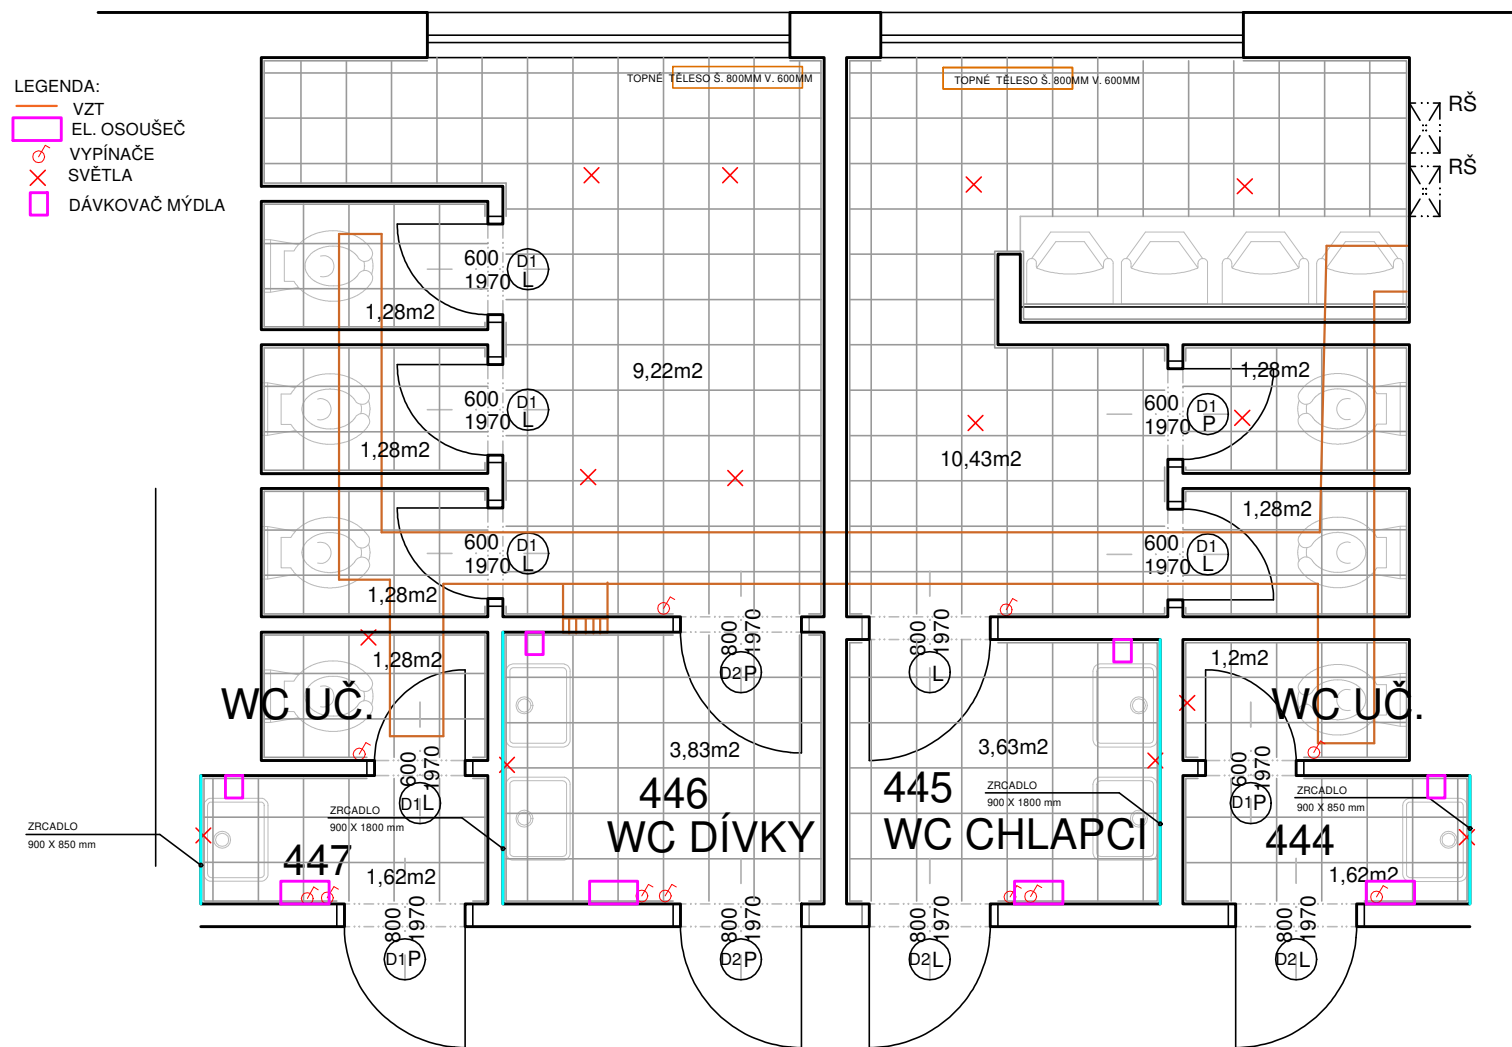 LEGENDA:
VZT
EL. OSOUŠEČ
VYPÍNAČE
SVĚTLA
DÁVKOVAČ MÝDLA
TOPNÉ TĚLESO Š. 800MM V. 600MM
TOPNÉ TĚLESO Š. 800MM V. 600MM
RŠ
RŠ
600
1970
D1
L
1,28m2
600
1970
D1
L
1,28m2
9,22m2
600
1970
D1
L
1,28m2
10,43m2
1,28m2
600
1970
D1
P
1,28m2
600
1970
D1
L
1,28m2
WC UČ.
600
1970
D1 L
800
1970
D2 P
3,83m2
446
WC DÍVKY
ZRCADLO
900 X 1800 mm
800
1970
L
3,63m2
445
WC CHLAPCI
ZRCADLO
900 X 1800 mm
1,2m2
WC UČ.
600
1970
D1 P
ZRCADLO
900 X 850 mm
444
1,62m2
ZRCADLO
900 X 850 mm
447
1,62m2
800
1970
D1 P
800
1970
D2 P
800
1970
D2 L
800
1970
D2 L